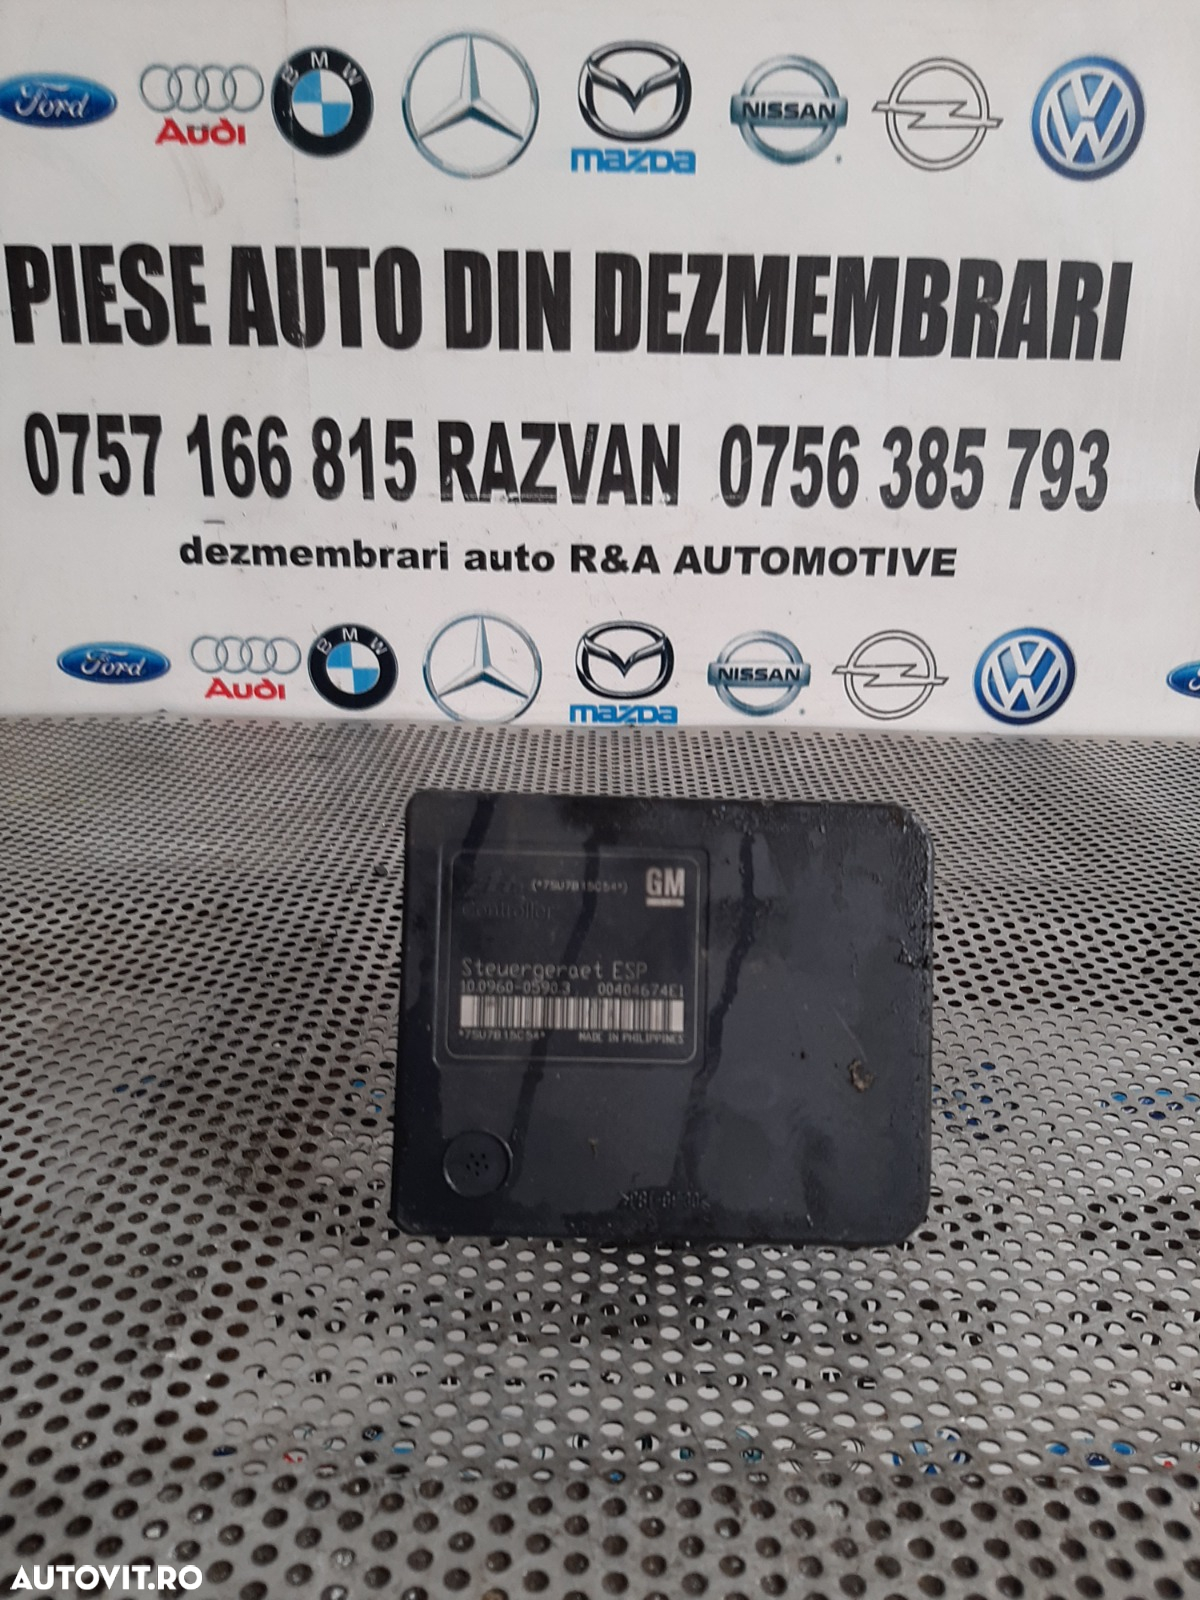 Ford
Audi
BMW
mazda
NISSAN
PIESE AUTO DIN DEZMEMBRARI
0757 166 815 RAZVAN 0756 385 793
dezmembrari auto R&A AUTOMOTIVE
Ford
Audi
BMW
mazda
NISSAN
(*7SU7B15C54*)
GM
Controller
Steuergeraet ESP
10.0960-0590.3 00404674E1
*7SU7B15C54* MADE IN PHILIPPINES
AUTOVIT.RO